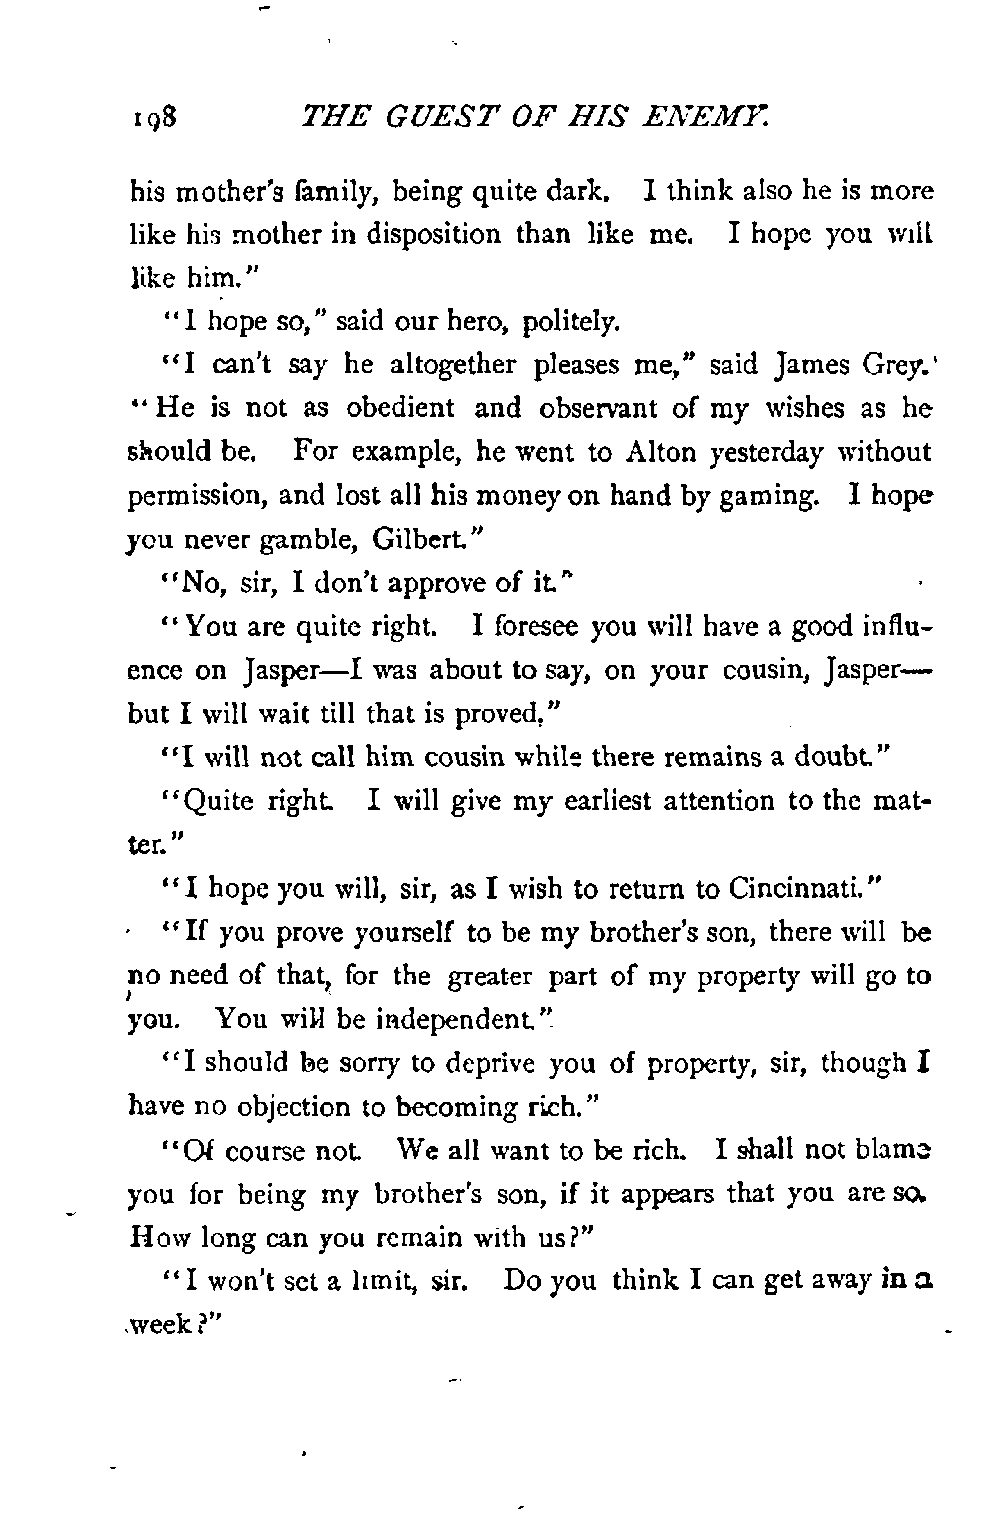 198 THE GUEST OF HIS ENEMY.
his mother's family, being quite dark. I think also he is more
like his mother in disposition than like me. I hope you will
like him."
"I hope so," said our hero, politely.
"I can't say he altogether pleases me," said James Grey.'
"He is not as obedient and observant of my wishes as he
should be. For example, he went to Alton yesterday without
permission, and lost all his money on hand by gaming. I hope
you never gamble, Gilbert."
"No, sir, I don't approve of it."
"You are quite right. I foresee you will have a good influ-
ence on Jasper—I was about to say, on your cousin, Jasper—
but I will wait till that is proved."
"I will not call him cousin while there remains a doubt."
"Quite right. I will give my earliest attention to the mat-
ter."
"I hope you will, sir, as I wish to return to Cincinnati."
"If you prove yourself to be my brother's son, there will be
no need of that, for the greater part of my property will go to
you. You will be independent."
"I should be sorry to deprive you of property, sir, though I
have no objection to becoming rich."
"Of course not. We all want to be rich. I shall not blame
you for being my brother's son, if it appears that you are so.
How long can you remain with us?"
"I won't set a limit, sir. Do you think I can get away in a
week?"